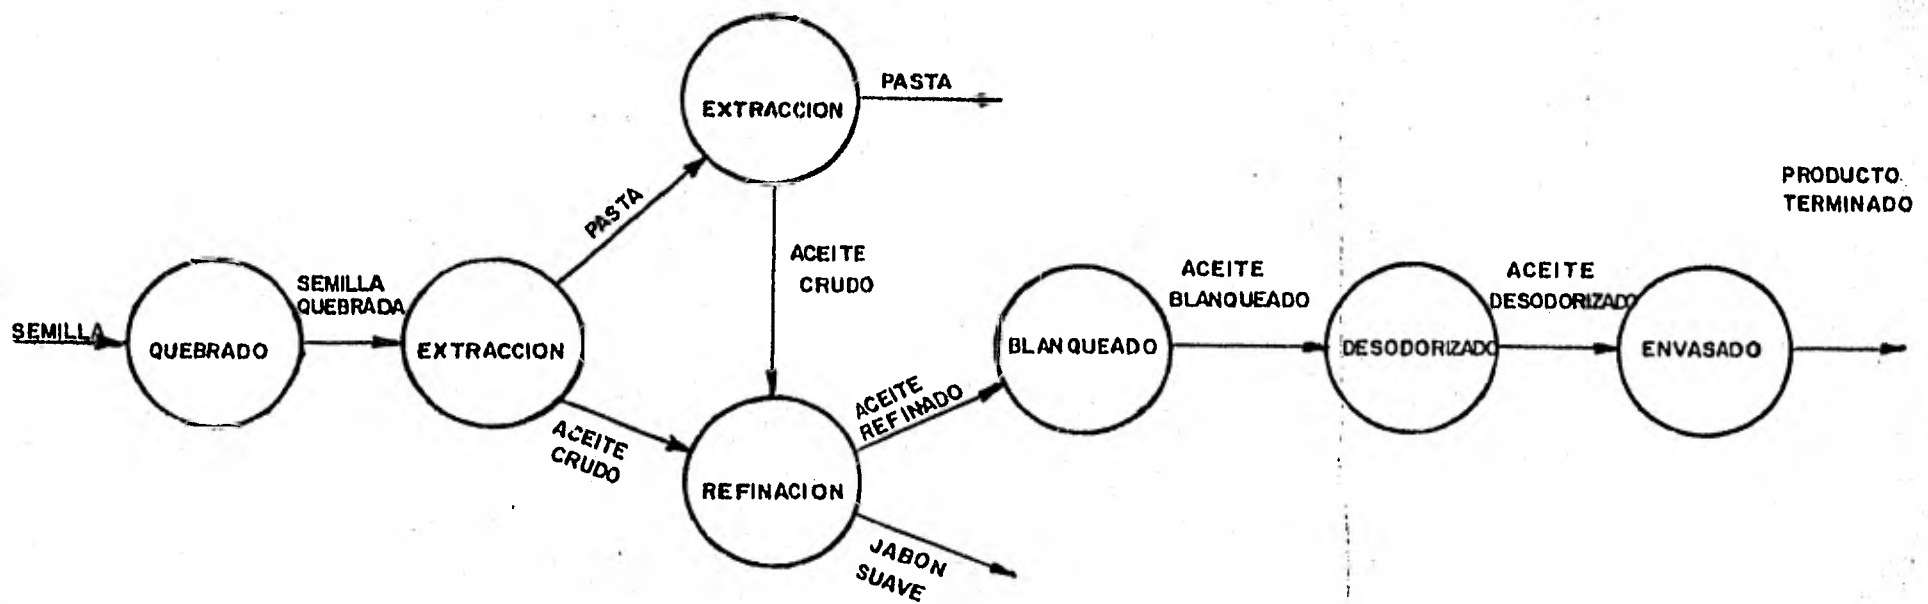 SEMILLA
QUEBRADO
SEMILLA
QUEBRADA
EXTRACCION
PASTA
EXTRACCION
PASTA
ACEITE
CRUDO
ACEITE
CRUDO
REFINACION
ACEITE
REFINADO
JABON
SUAVE
BLANQUEADO
ACEITE
BLANQUEADO
DESODORIZADO
ACEITE
DESODORIZADO
ENVASADO
PRODUCTO
TERMINADO